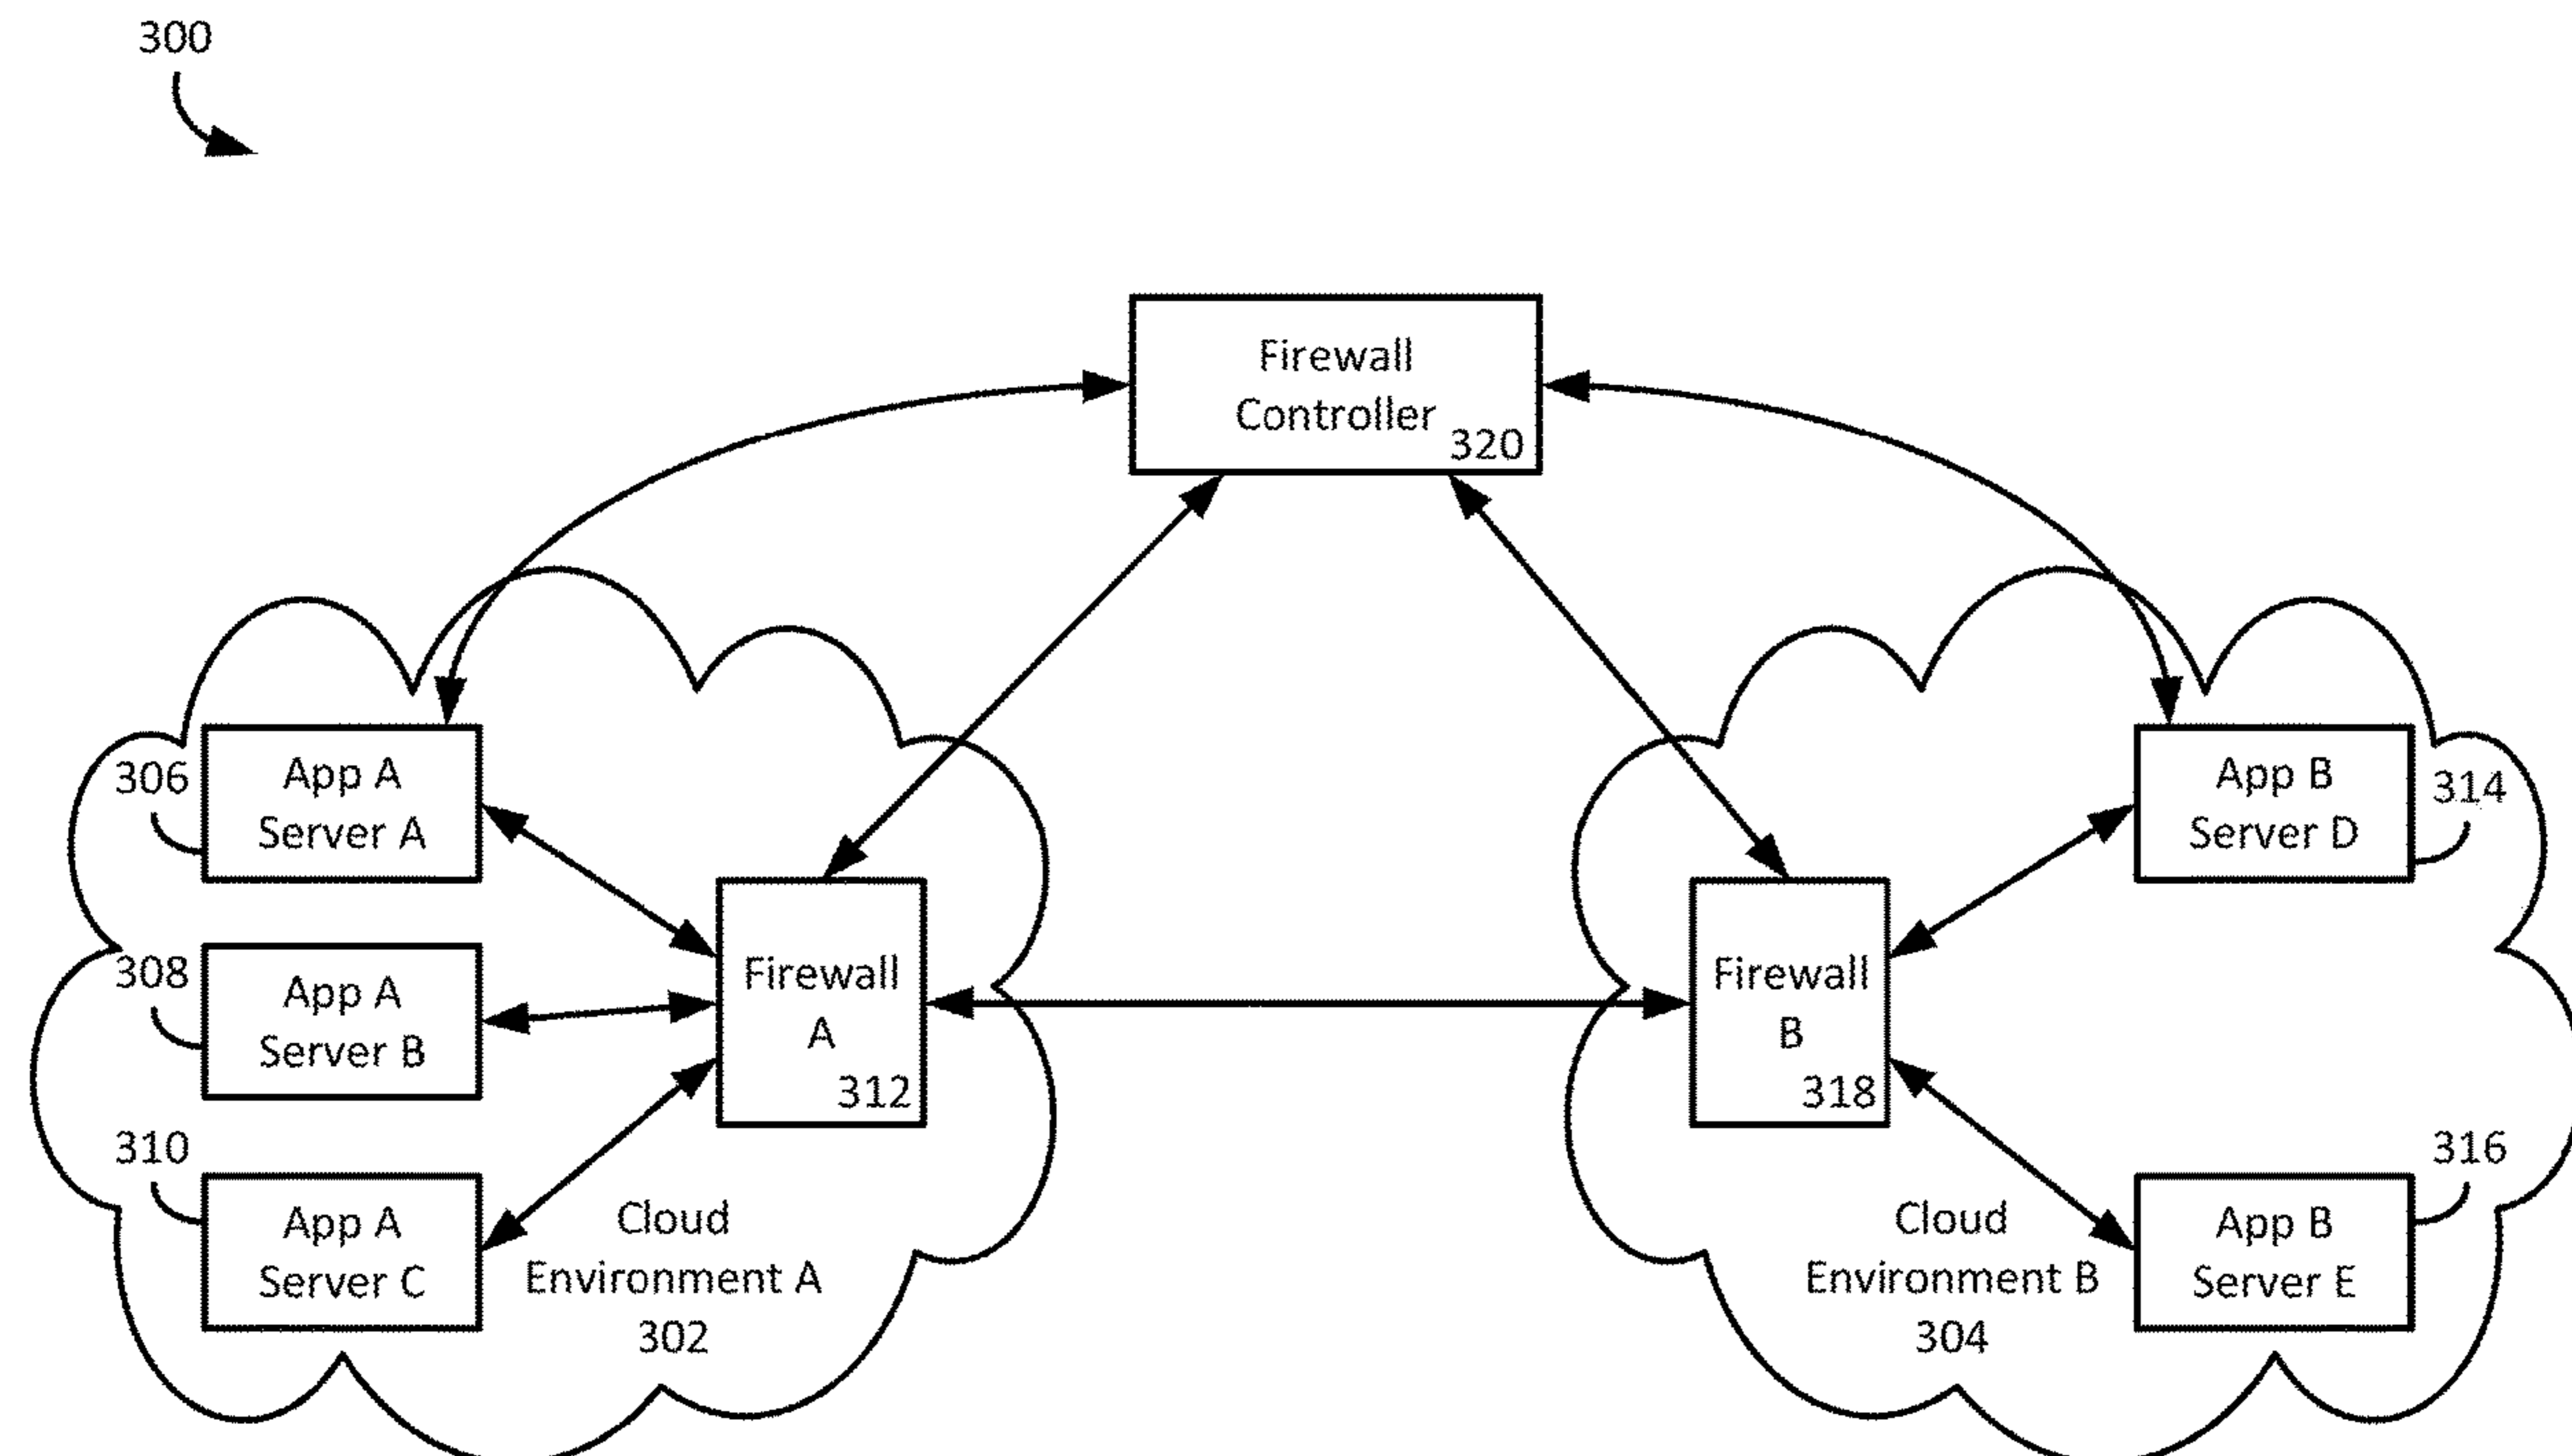 300
Firewall
Controller
320
306
App A
Server A
308
App A
Server B
310
App A
Server C
Firewall
A
312
Cloud
Environment A
302
Firewall
B
318
App B
Server D
314
316
App B
Server E
Cloud
Environment B
304